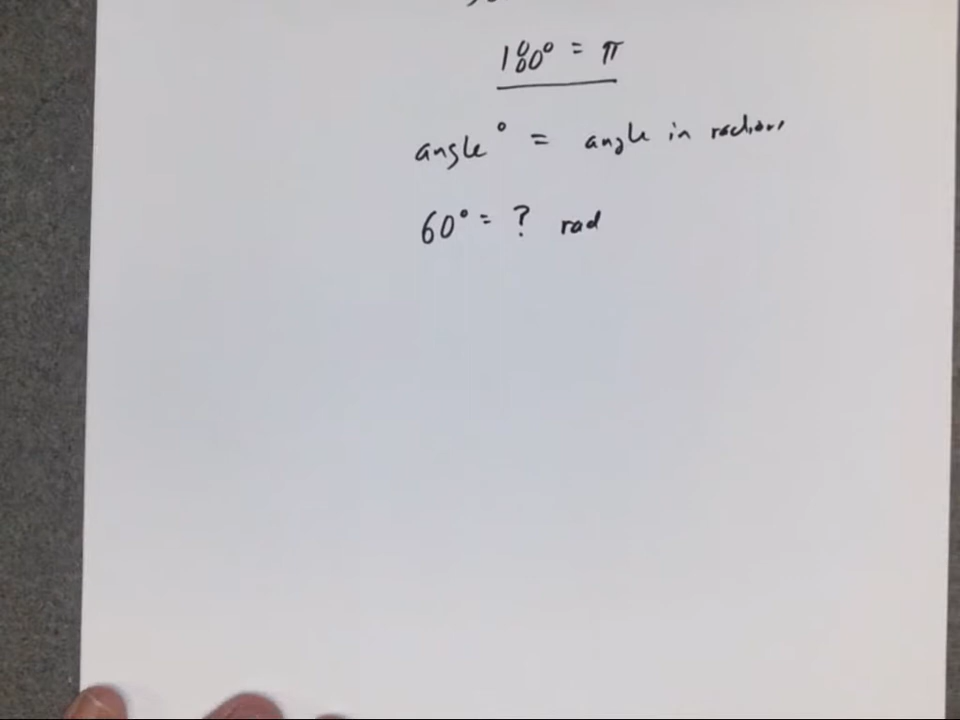 180° = π
angle° = angle in radians
60° = ? rad